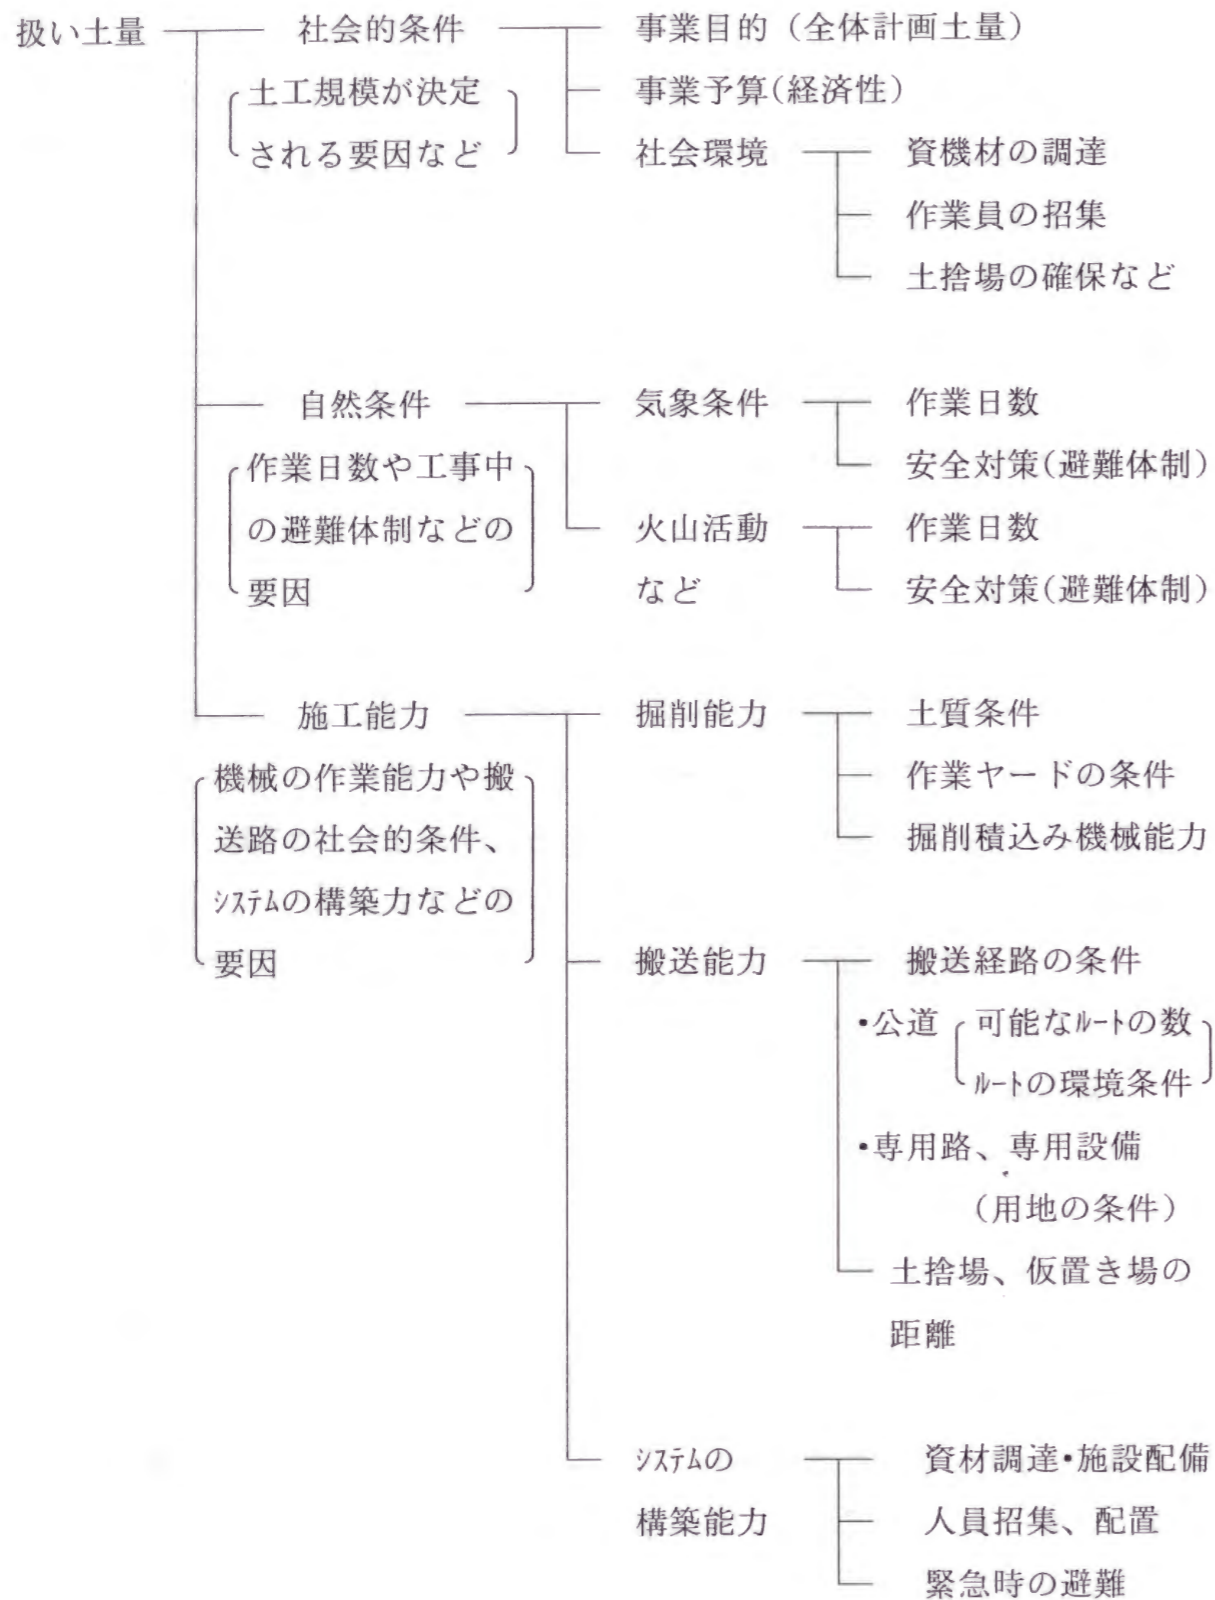 扱い土量 社会的条件 事業目的（全体計画土量）
土工規模が決定 事業予算(経済性)
される要因など 社会環境 資機材の調達
作業員の招集
土捨場の確保など
自然条件 気象条件 作業日数
作業日数や工事中 安全対策(避難体制)
の避難体制などの 火山活動 作業日数
要因 など 安全対策(避難体制)
施工能力 掘削能力 土質条件
機械の作業能力や搬 作業ヤードの条件
送路の社会的条件、 掘削積込み機械能力
ｼｽﾃﾑの構築力などの
要因 搬送能力 搬送経路の条件
・公道 可能なﾙｰﾄの数
ﾙｰﾄの環境条件
・専用路、専用設備
（用地の条件）
土捨場、仮置き場の
距離
ｼｽﾃﾑの 資材調達・施設配備
構築能力 人員招集、配置
緊急時の避難